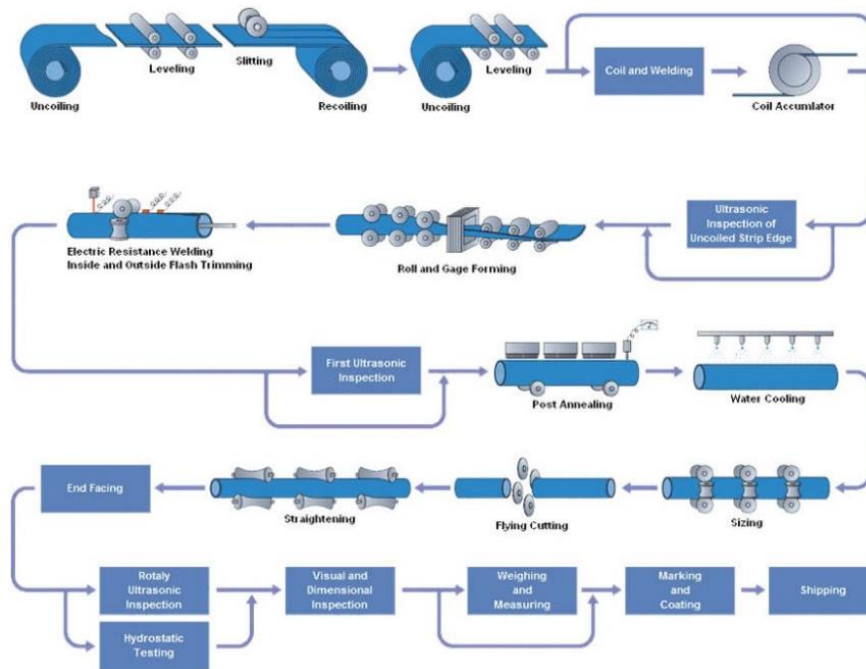 Uncoiling
Leveling
Slitting
Recoiling
Uncoiling
Leveling
Coil and Welding
Coil Accumlator
Electric Resistance Welding
Inside and Outside Flash Trimming
Roll and Gage Forming
Ultrasonic
Inspection of
Uncoiled Strip Edge
First Ultrasonic
Inspection
Post Annealing
Water Cooling
End Facing
Straightening
Flying Cutting
Sizing
Rotaly
Ultrasonic
Inspection
Visual and
Dimensional
Inspection
Weighing
and
Measuring
Marking
and
Coating
Shipping
Hydrostatic
Testing